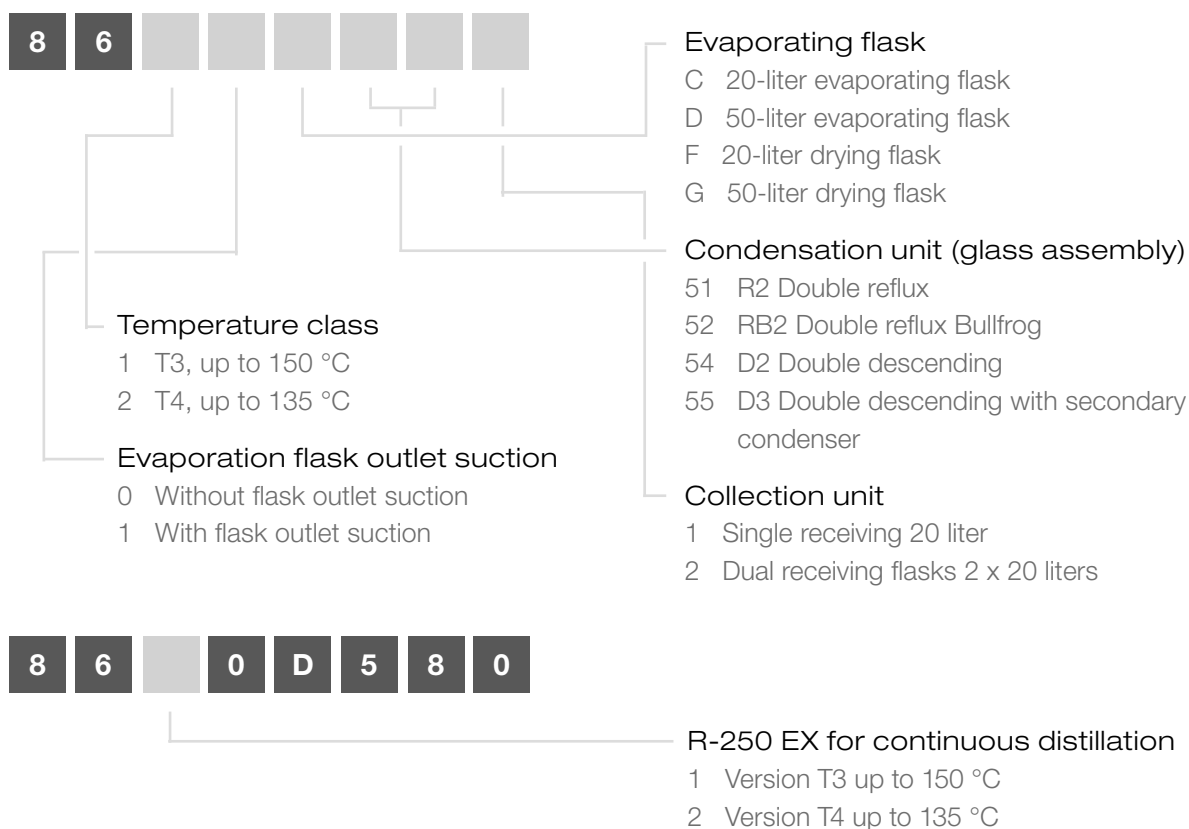 8 6
Evaporating flask
C 20-liter evaporating flask
D 50-liter evaporating flask
F 20-liter drying flask
G 50-liter drying flask
Condensation unit (glass assembly)
51 R2 Double reflux
52 RB2 Double reflux Bullfrog
54 D2 Double descending
55 D3 Double descending with secondary
condenser
Temperature class
1 T3, up to 150 °C
2 T4, up to 135 °C
Evaporation flask outlet suction
0 Without flask outlet suction
1 With flask outlet suction
Collection unit
1 Single receiving 20 liter
2 Dual receiving flasks 2 x 20 liters
8 6 0 D 5 8 0
R-250 EX for continuous distillation
1 Version T3 up to 150 °C
2 Version T4 up to 135 °C